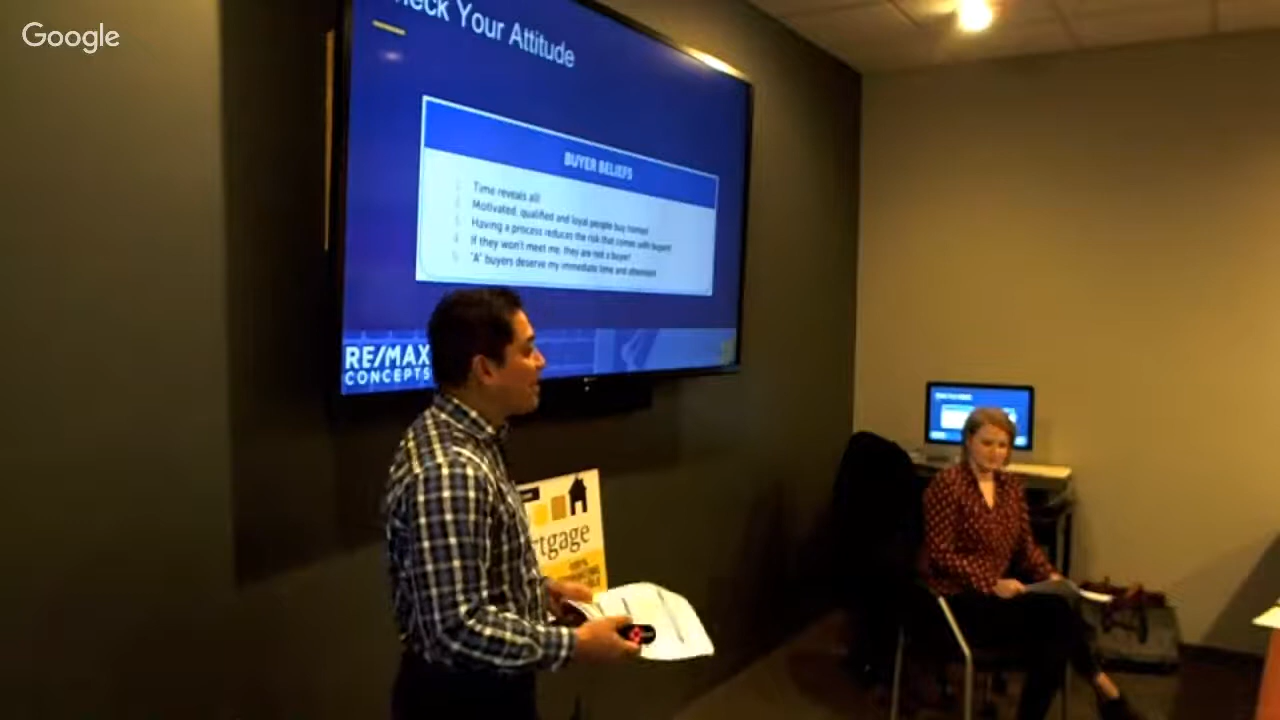 Google
heck Your Attitude
BUYER BELIEFS
Time reveals all!
Motivated, qualified and loyal people buy homes!
Having a process reduces the risk that comes with buyers!
If they won't meet me, they are not a buyer!
"A" buyers deserve my immediate time and attention!
RE/MAX
CONCEPTS
rtgage